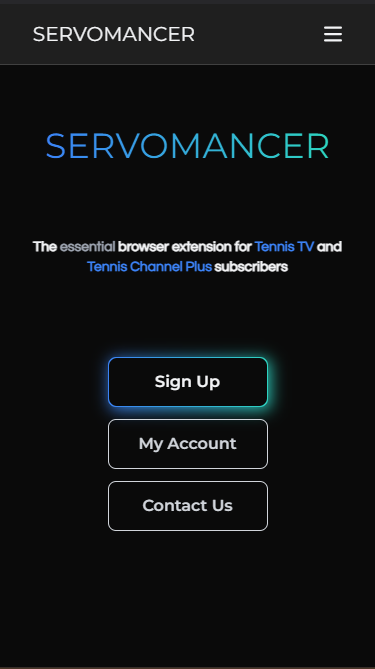 SERVOMANCER
SERVOMANCER
The essential browser extension for Tennis TV and
Tennis Channel Plus subscribers
Sign Up
My Account
Contact Us